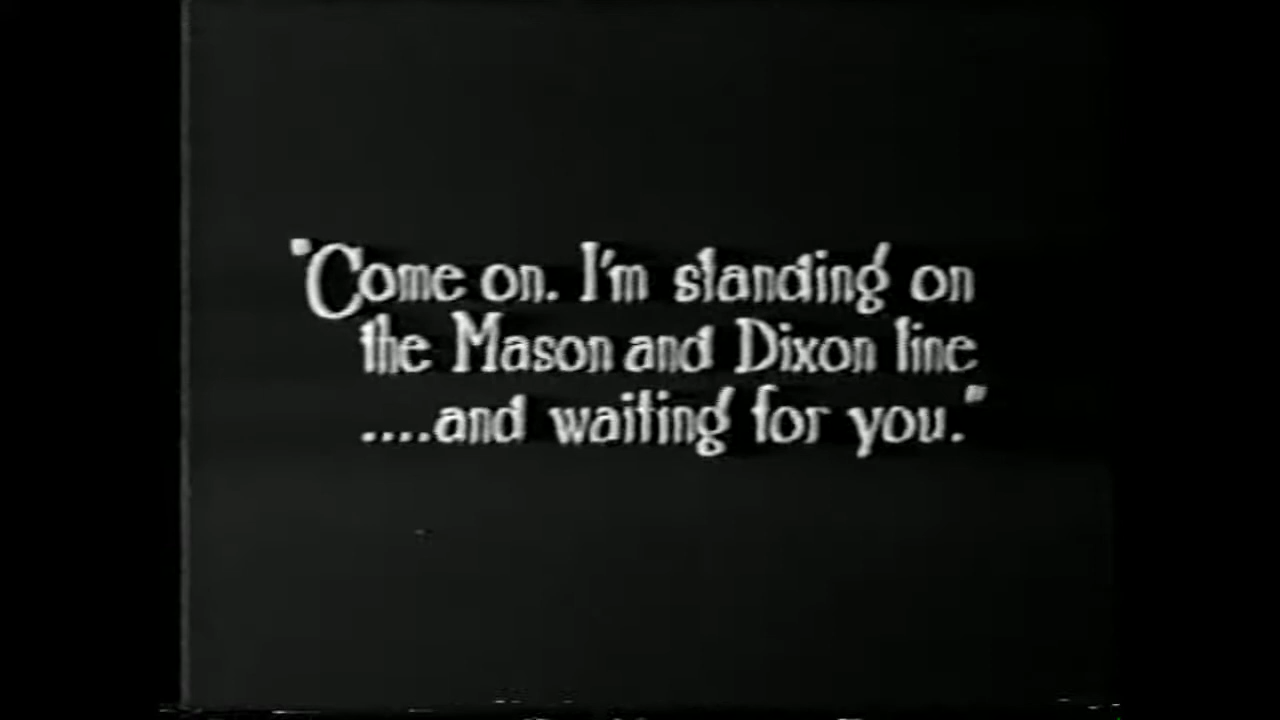 "Come on. I'm standing on
the Mason and Dixon line
....and waiting for you."